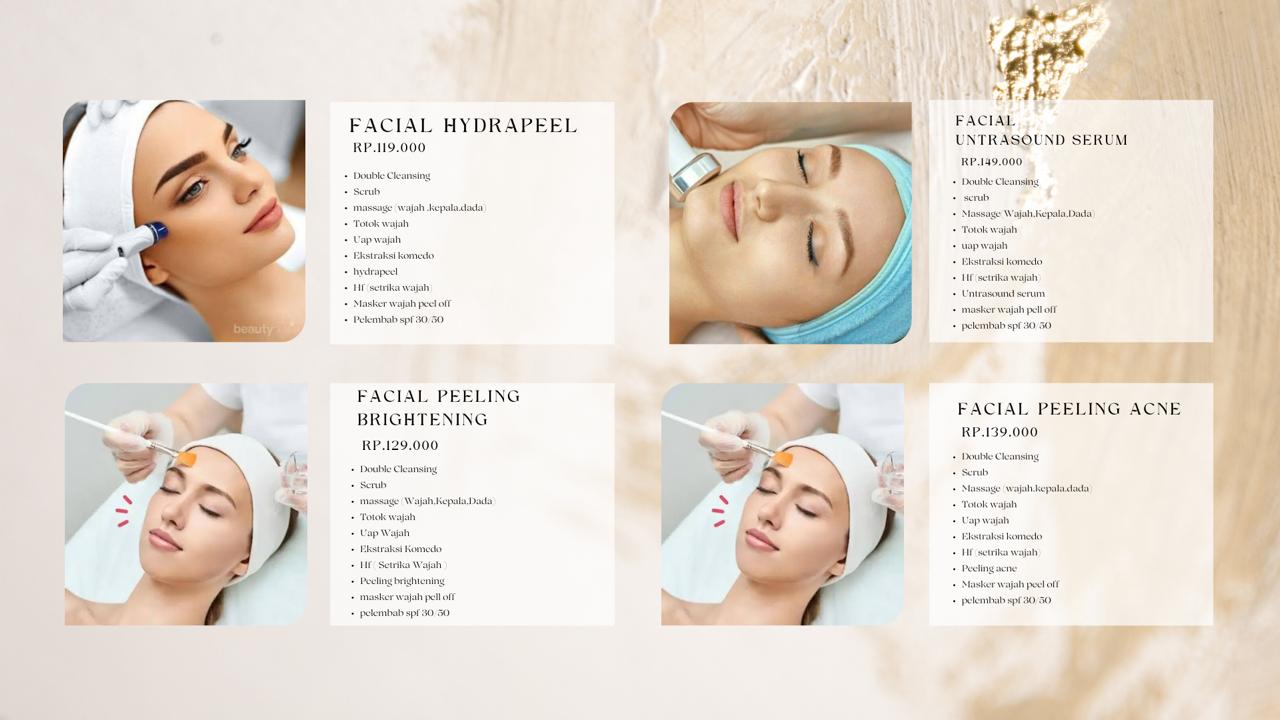 FACIAL HYDRAPEEL
RP.119.000
• Double Cleansing
• Scrub
• massage (wajah .kepala.dada)
• Totok wajah
• Uap wajah
• Ekstraksi komedo
• hydrapeel
• Hf (setrika wajah)
• Masker wajah peel off
• Pelembab spf 30/50
beauty
FACIAL
UNTRASOUND SERUM
RP.149.000
• Double Cleansing
• scrub
• Massage(Wajah,Kepala,Dada)
• Totok wajah
• uap wajah
• Ekstraksi komedo
• Hf (setrika wajah)
• Untrasound serum
• masker wajah pell off
• pelembab spf 30/50
FACIAL PEELING
BRIGHTENING
RP.129.000
• Double Cleansing
• Scrub
• massage (Wajah,Kepala,Dada)
• Totok wajah
• Uap Wajah
• Ekstraksi Komedo
• Hf ( Setrika Wajah )
• Peeling brightening
• masker wajah pell off
• pelembab spf 30/50
FACIAL PEELING ACNE
RP.139.000
• Double Cleansing
• Scrub
• Massage (wajah.kepala.dada)
• Totok wajah
• Uap wajah
• Ekstraksi komedo
• Hf (setrika wajah)
• Peeling acne
• Masker wajah peel off
• pelembab spf 30/50